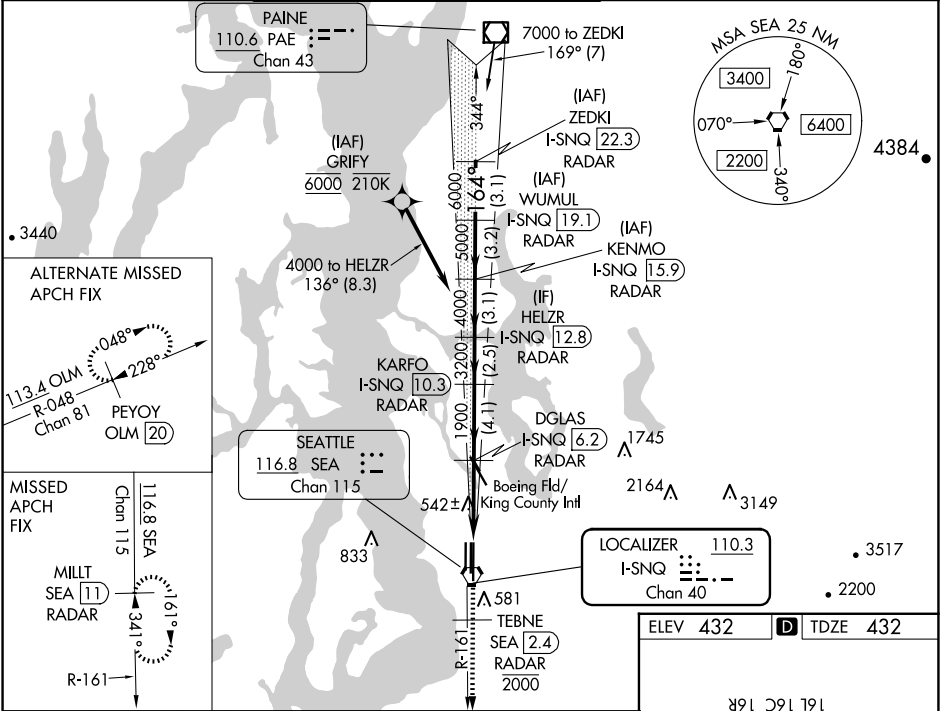 PAINE
110.6 PAE
Chan 43
7000 to ZEDKI
169° (7)
MSA SEA 25 NM
3400
180°
070°
6400
2200
340°
4384
344°
(IAF)
ZEDKI
I-SNQ 22.3
RADAR
(IAF)
GRIFY
6000 210K
6000
164°
(3.1)
(IAF)
WUMUL
I-SNQ 19.1
RADAR
3440
5000
(3.2)
4000 to HELZR
136° (8.3)
(IAF)
KENMO
I-SNQ 15.9
RADAR
ALTERNATE MISSED
APCH FIX
048°
228°
113.4 OLM
R-048
Chan 81
PEYOY
OLM 20
4000
(3.1)
(IF)
HELZR
I-SNQ 12.8
RADAR
3200
(2.5)
KARFO
I-SNQ 10.3
RADAR
1900
(4.1)
DGLAS
I-SNQ 6.2
RADAR
1745
SEATTLE
116.8 SEA
Chan 115
Boeing Fld/
King County Intl
542±
2164
3149
MISSED
APCH
FIX
116.8 SEA
Chan 115
MILLT
SEA 11
RADAR
161°
341°
R-161
833
LOCALIZER 110.3
I-SNQ
Chan 40
3517
2200
581
TEBNE
SEA 2.4
RADAR
2000
R-161
ELEV 432 D TDZE 432
16L 16C 16R